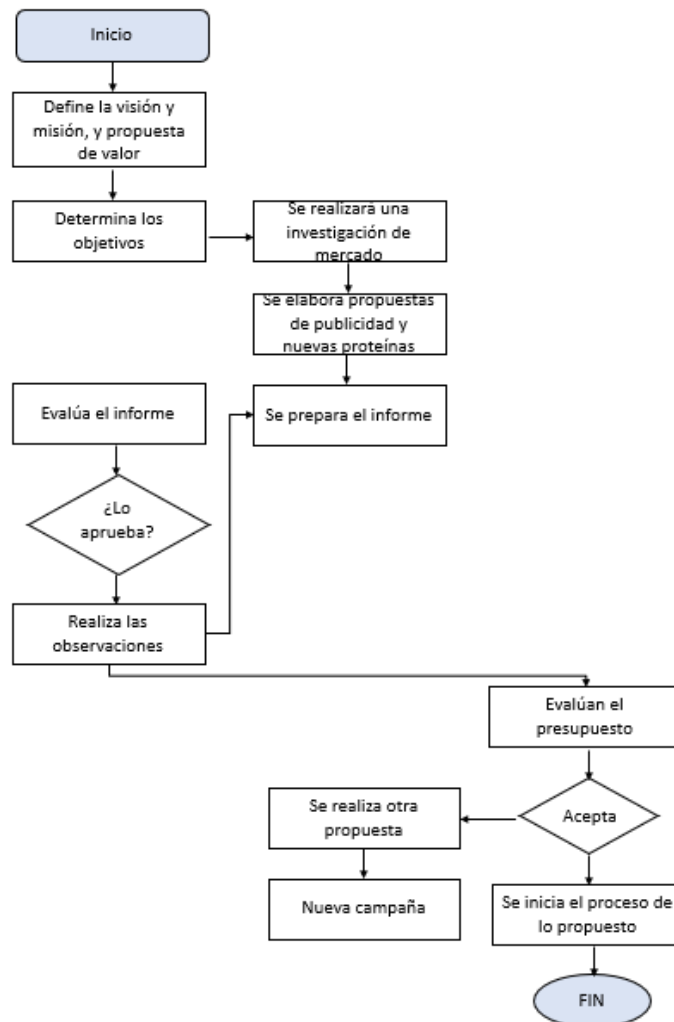 Inicio
Define la visión y
misión, y propuesta
de valor
Determina los
objetivos
Se realizará una
investigación de
mercado
Se elabora propuestas
de publicidad y
nuevas proteínas
Evalúa el informe
Se prepara el informe
¿Lo
aprueba?
Realiza las
observaciones
Evalúan el
presupuesto
Se realiza otra
propuesta
Acepta
Nueva campaña
Se inicia el proceso de
lo propuesto
FIN